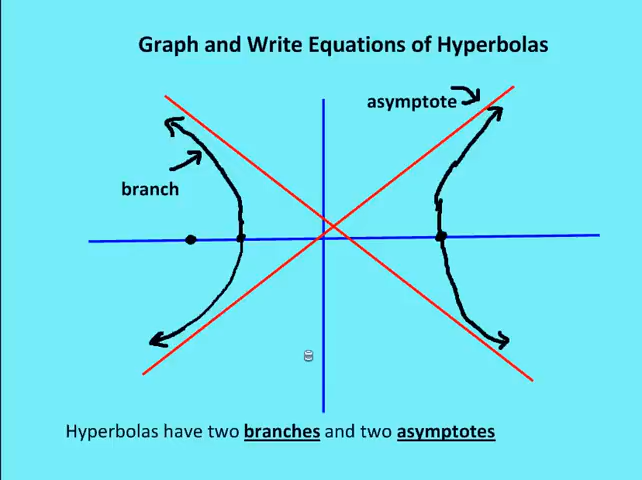 Graph and Write Equations of Hyperbolas
asymptote
branch
Hyperbolas have two branches and two asymptotes